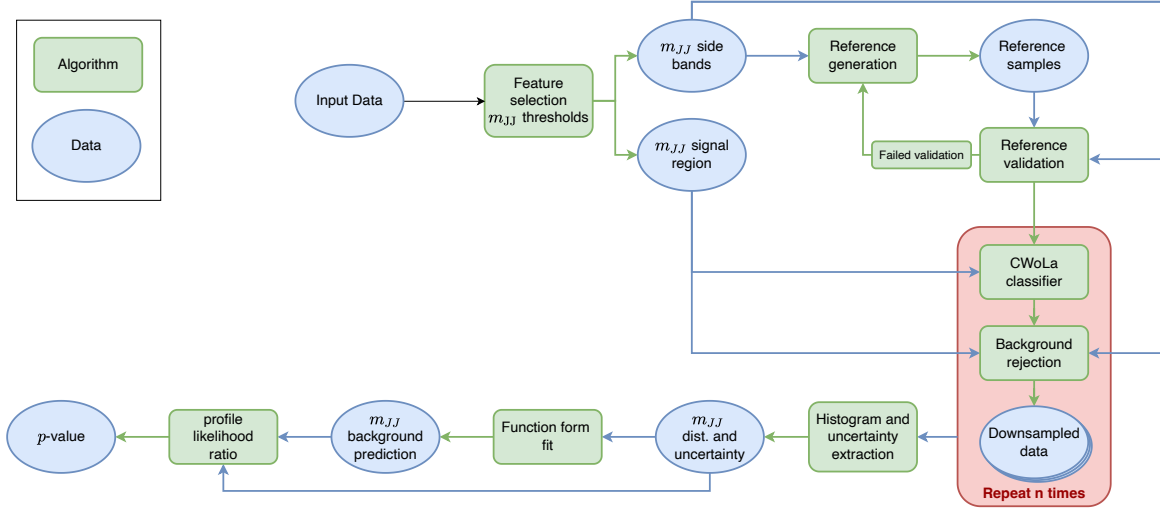 Algorithm
Data
Input Data
Feature
selection
m_JJ thresholds
m_JJ side
bands
m_JJ signal
region
Reference
generation
Reference
samples
Failed validation
Reference
validation
CWoLa
classifier
Background
rejection
Downsampled
data
Repeat n times
Histogram and
uncertainty
extraction
m_JJ
dist. and
uncertainty
Function form
fit
m_JJ
background
prediction
profile
likelihood
ratio
p-value